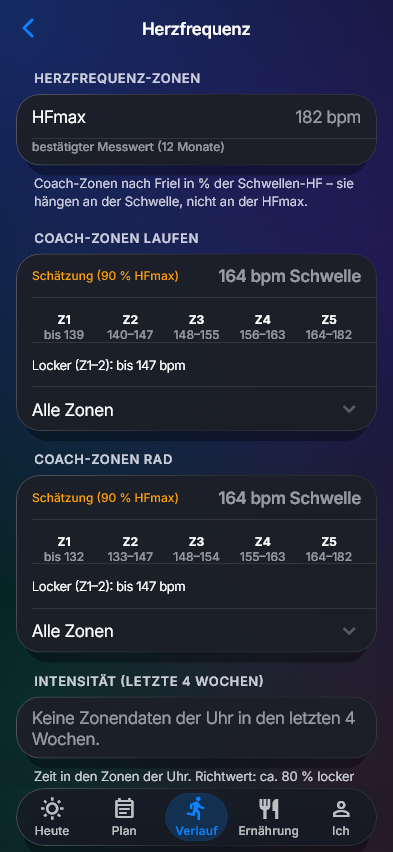 Herzfrequenz
HERZFREQUENZ-ZONEN
HFmax 182 bpm
bestätigter Messwert (12 Monate)
Coach-Zonen nach Friel in % der Schwellen-HF – sie
hängen an der Schwelle, nicht an der HFmax.
COACH-ZONEN LAUFEN
Schätzung (90 % HFmax) 164 bpm Schwelle
Z1 Z2 Z3 Z4 Z5
bis 139 140–147 148–155 156–163 164–182
Locker (Z1–2): bis 147 bpm
Alle Zonen
COACH-ZONEN RAD
Schätzung (90 % HFmax) 164 bpm Schwelle
Z1 Z2 Z3 Z4 Z5
bis 132 133–147 148–154 155–163 164–182
Locker (Z1–2): bis 147 bpm
Alle Zonen
INTENSITÄT (LETZTE 4 WOCHEN)
Keine Zonendaten der Uhr in den letzten 4
Wochen.
Zeit in den Zonen der Uhr. Richtwert: ca. 80 % locker
Heute Plan Verlauf Ernährung Ich